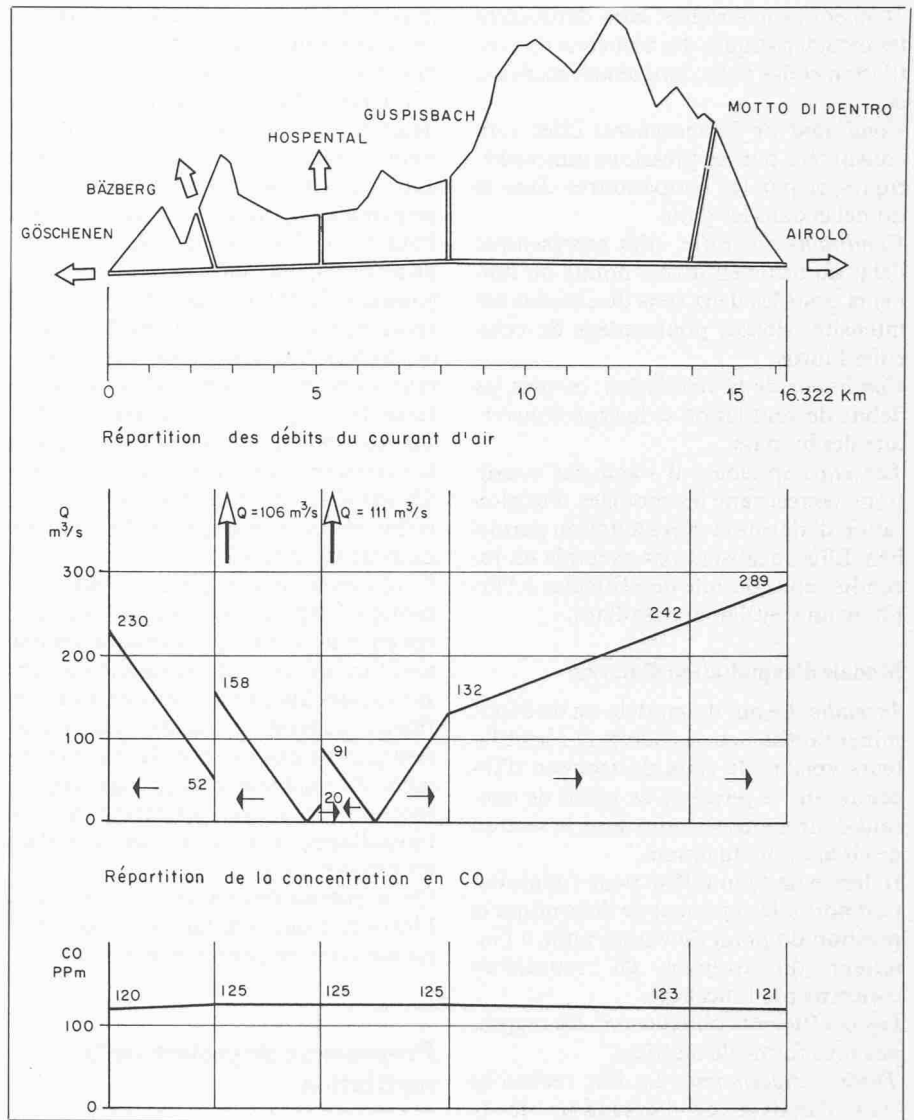 GUSPISBACH
MOTTO DI DENTRO
HOSPENTAL
BÄZBERG
GÖSCHENEN
AIROLO
0 5 10 15 16.322 Km
Répartition des débits du courant d'air
Q
m³/s
Q = 106 m³/s
Q = 111 m³/s
300
289
230
242
200
158
132
100
91
52
20
0
Répartition de la concentration en CO
CO
PPm
120 125 125 125 123 121
100
0